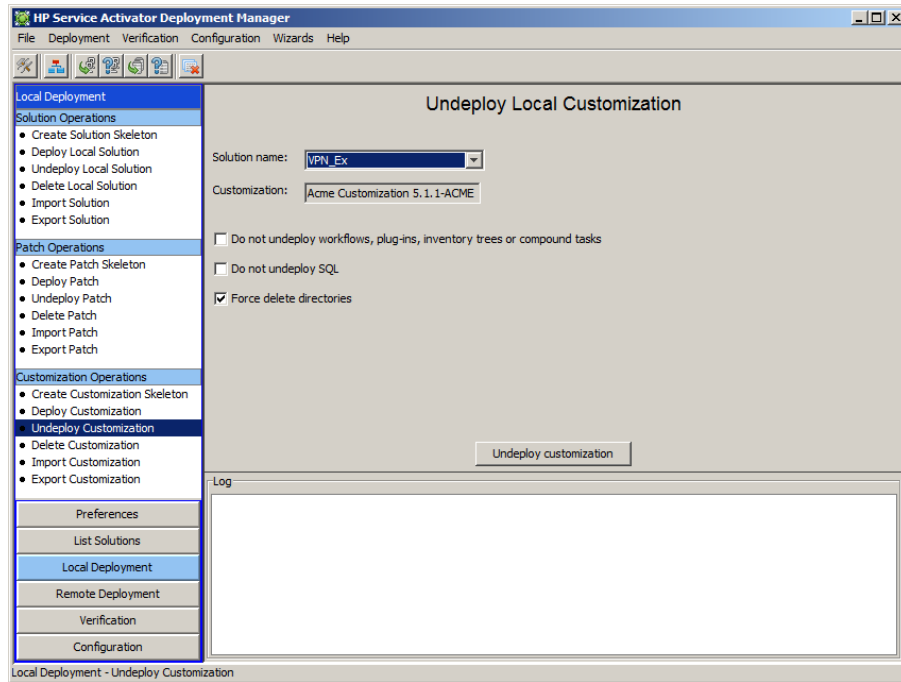 HP Service Activator Deployment Manager
File Deployment Verification Configuration Wizards Help
Local Deployment
Solution Operations
Create Solution Skeleton
Deploy Local Solution
Undeploy Local Solution
Delete Local Solution
Import Solution
Export Solution
Patch Operations
Create Patch Skeleton
Deploy Patch
Undeploy Patch
Delete Patch
Import Patch
Export Patch
Customization Operations
Create Customization Skeleton
Deploy Customization
Undeploy Customization
Delete Customization
Import Customization
Export Customization
Preferences
List Solutions
Local Deployment
Remote Deployment
Verification
Configuration
Undeploy Local Customization
Solution name: VPN_Ex
Customization: Acme Customization 5.1.1-ACME
Do not undeploy workflows, plug-ins, inventory trees or compound tasks
Do not undeploy SQL
Force delete directories
Undeploy customization
Log
Local Deployment - Undeploy Customization